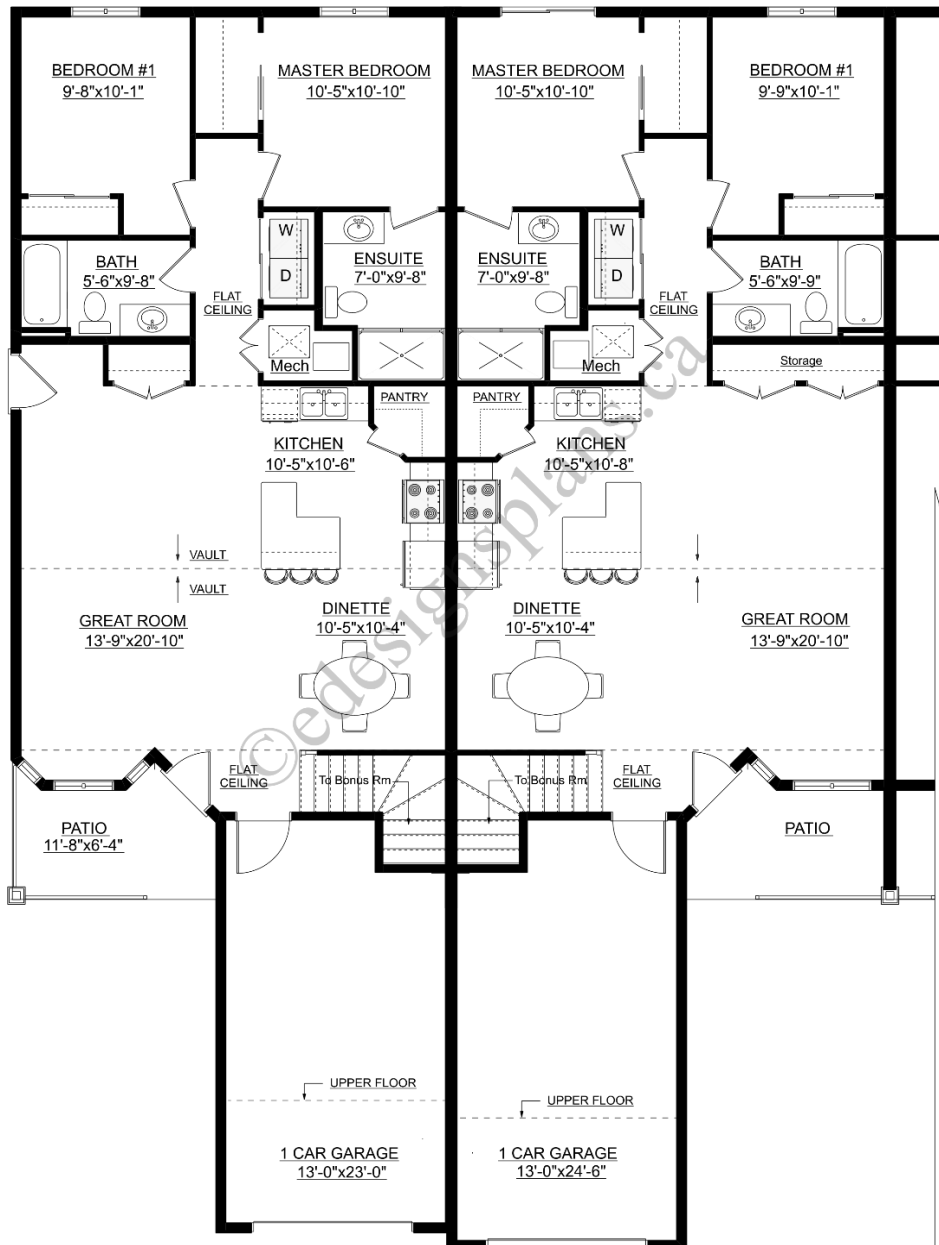 BEDROOM #1
9'-8"x10'-1"
MASTER BEDROOM
10'-5"x10'-10"
MASTER BEDROOM
10'-5"x10'-10"
BEDROOM #1
9'-9"x10'-1"
W
D
W
D
BATH
5'-6"x9'-8"
ENSUITE
7'-0"x9'-8"
ENSUITE
7'-0"x9'-8"
BATH
5'-6"x9'-9"
FLAT
CEILING
FLAT
CEILING
Mech
Mech
Storage
PANTRY
PANTRY
KITCHEN
10'-5"x10'-6"
KITCHEN
10'-5"x10'-8"
VAULT
VAULT
GREAT ROOM
13'-9"x20'-10"
DINETTE
10'-5"x10'-4"
DINETTE
10'-5"x10'-4"
GREAT ROOM
13'-9"x20'-10"
©edesignsplans.ca
FLAT
CEILING
To Bonus Rm
To Bonus Rm
FLAT
CEILING
PATIO
11'-8"x6'-4"
PATIO
UPPER FLOOR
UPPER FLOOR
1 CAR GARAGE
13'-0"x23'-0"
1 CAR GARAGE
13'-0"x24'-6"